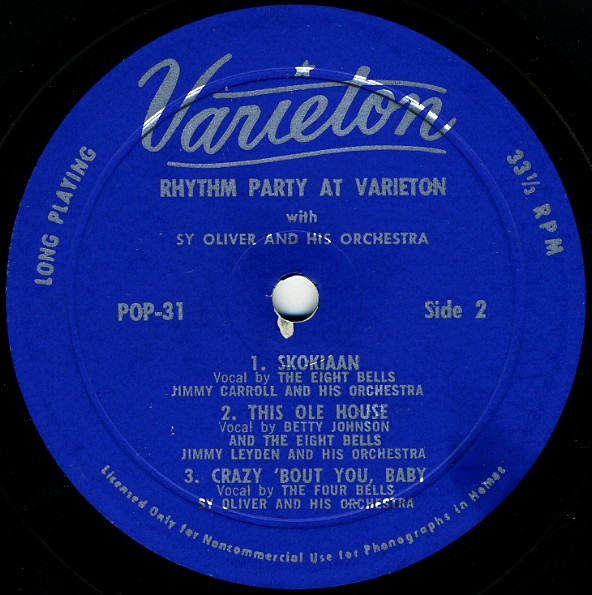 Varieton
LONG PLAYING
33 1/3 RPM
RHYTHM PARTY AT VARIETON
with
SY OLIVER AND HIS ORCHESTRA
POP-31
Side 2
1. SKOKIAAN
Vocal by THE EIGHT BELLS
JIMMY CARROLL AND HIS ORCHESTRA
2. THIS OLE HOUSE
Vocal by BETTY JOHNSON
AND THE EIGHT BELLS
JIMMY LEYDEN AND HIS ORCHESTRA
3. CRAZY 'BOUT YOU, BABY
Vocal by THE FOUR BELLS
SY OLIVER AND HIS ORCHESTRA
Licensed Only for Noncommercial Use for Phonographs in Homes